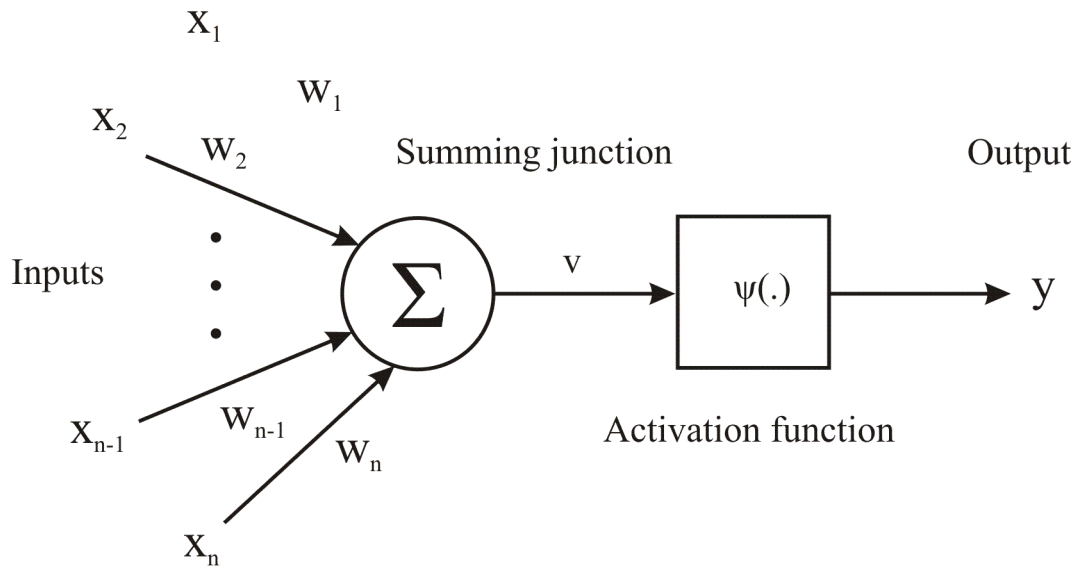 x₁
w₁
x₂
w₂
Summing junction
Output
Inputs
Σ
v
ψ(.)
y
xₙ₋₁
wₙ₋₁
wₙ
Activation function
xₙ